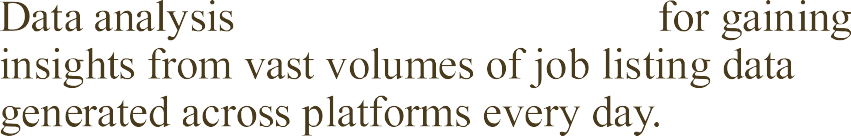 Data analysis for gaining
insights from vast volumes of job listing data
generated across platforms every day.